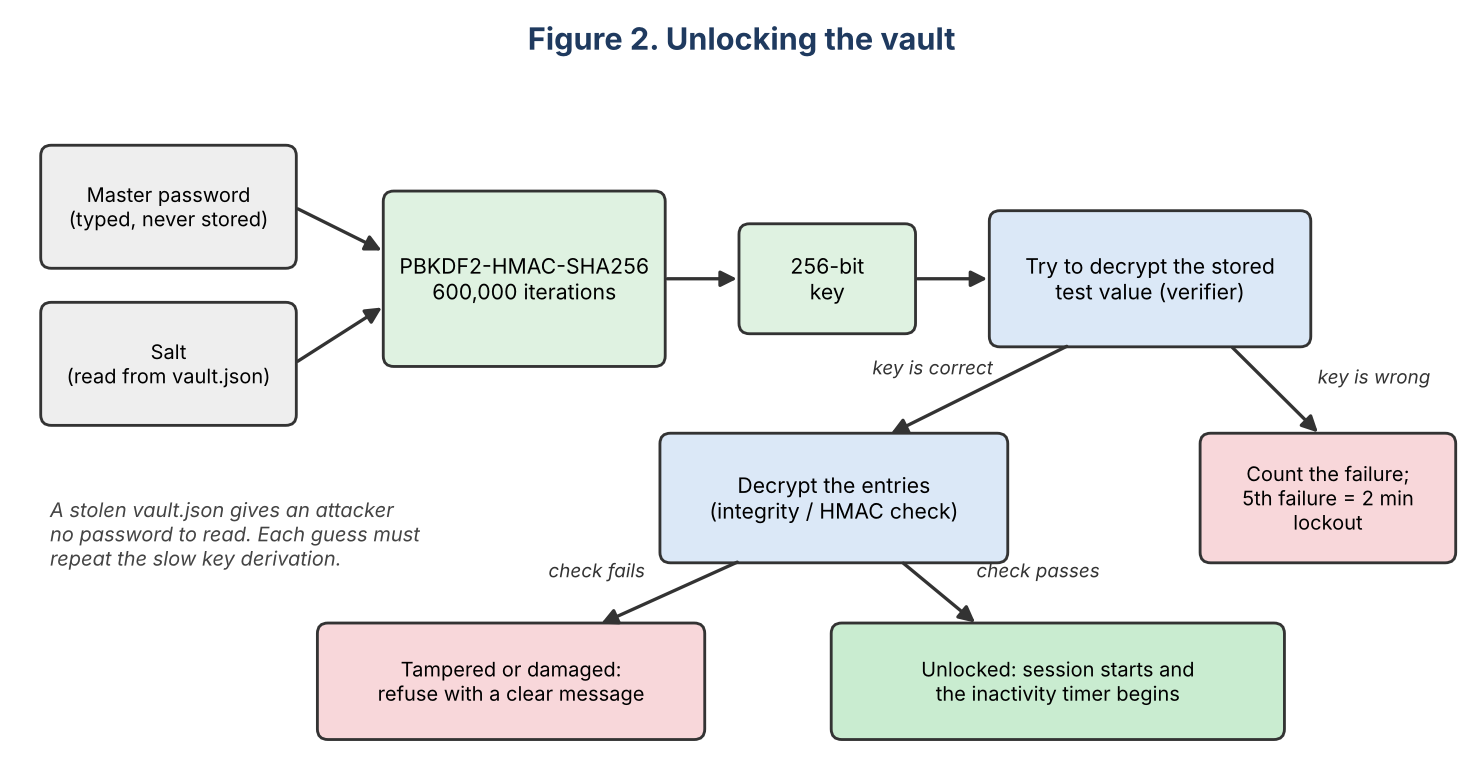 Figure 2. Unlocking the vault
Master password
(typed, never stored)
Salt
(read from vault.json)
PBKDF2-HMAC-SHA256
600,000 iterations
256-bit
key
Try to decrypt the stored
test value (verifier)
key is correct
key is wrong
Decrypt the entries
(integrity / HMAC check)
Count the failure;
5th failure = 2 min
lockout
A stolen vault.json gives an attacker
no password to read. Each guess must
repeat the slow key derivation.
check fails
check passes
Tampered or damaged:
refuse with a clear message
Unlocked: session starts and
the inactivity timer begins